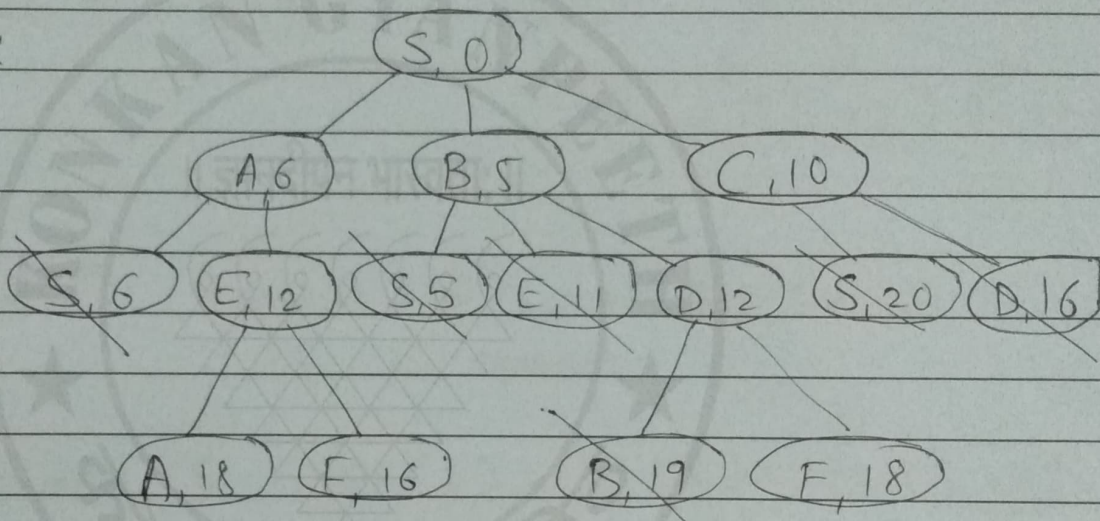 S, 0
A, 6 B, 5 C, 10
S, 6 E, 12 S, 5 E, 11 D, 12 S, 20 D, 16
A, 18 F, 16 B, 19 F, 18